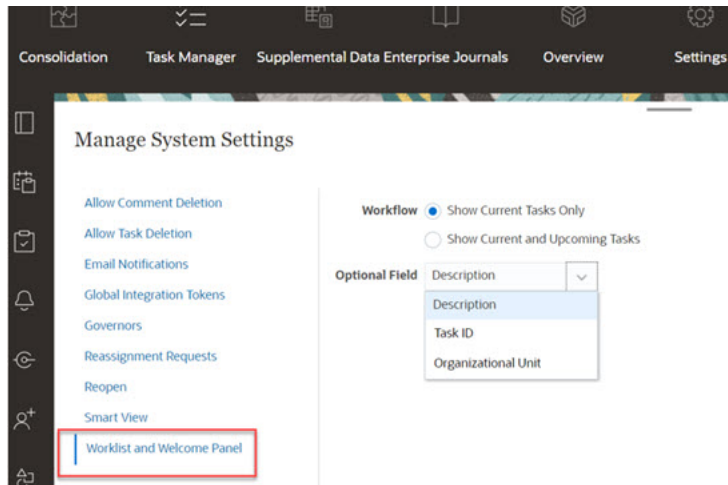 Consolidation Task Manager Supplemental Data Enterprise Journals Overview Settings
Manage System Settings
Allow Comment Deletion
Allow Task Deletion
Email Notifications
Global Integration Tokens
Governors
Reassignment Requests
Reopen
Smart View
Worklist and Welcome Panel
Workflow Show Current Tasks Only
Show Current and Upcoming Tasks
Optional Field Description
Description
Task ID
Organizational Unit